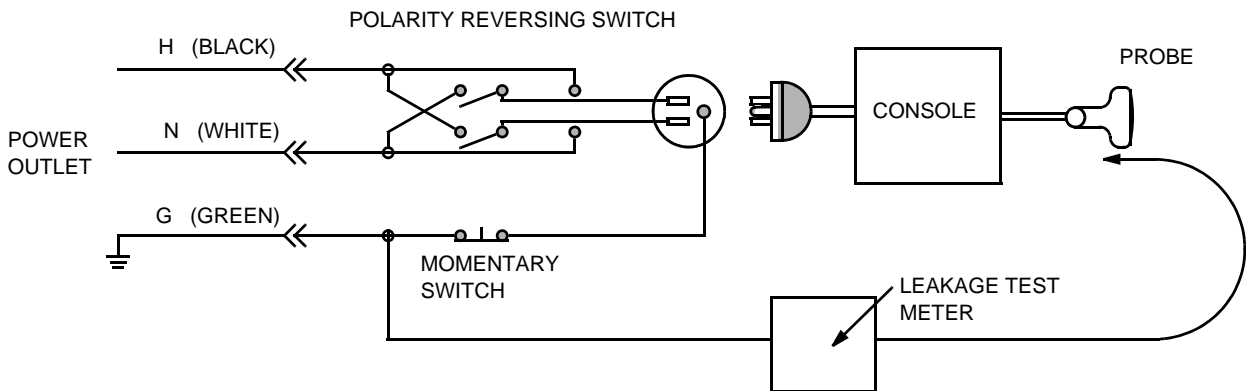 POLARITY REVERSING SWITCH
H (BLACK)
PROBE
CONSOLE
N (WHITE)
POWER
OUTLET
G (GREEN)
MOMENTARY
SWITCH
LEAKAGE TEST
METER